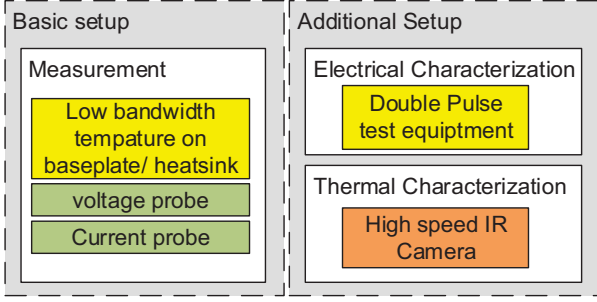 Basic setup
Measurement
Low bandwidth
tempature on
baseplate/ heatsink
voltage probe
Current probe
Additional Setup
Electrical Characterization
Double Pulse
test equiptment
Thermal Characterization
High speed IR
Camera